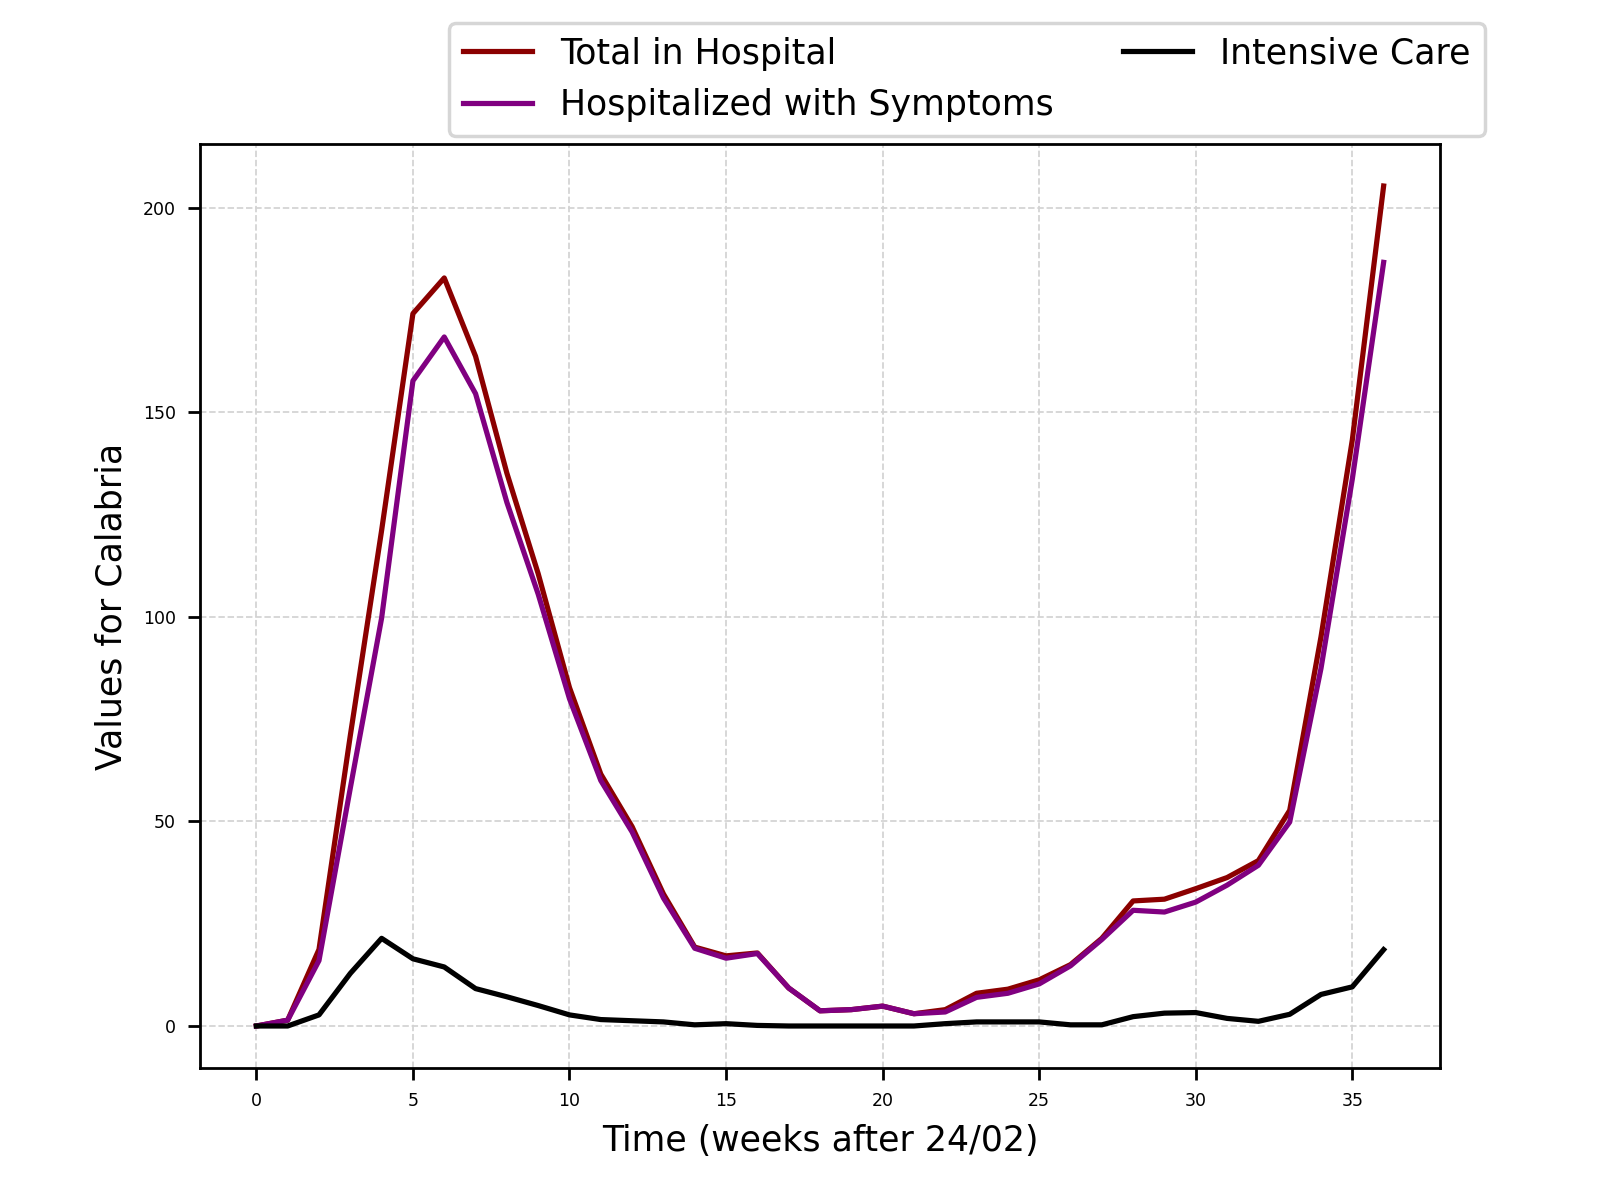 Total in Hospital
Hospitalized with Symptoms
Intensive Care
Values for Calabria
200
150
100
50
0
0 5 10 15 20 25 30 35
Time (weeks after 24/02)